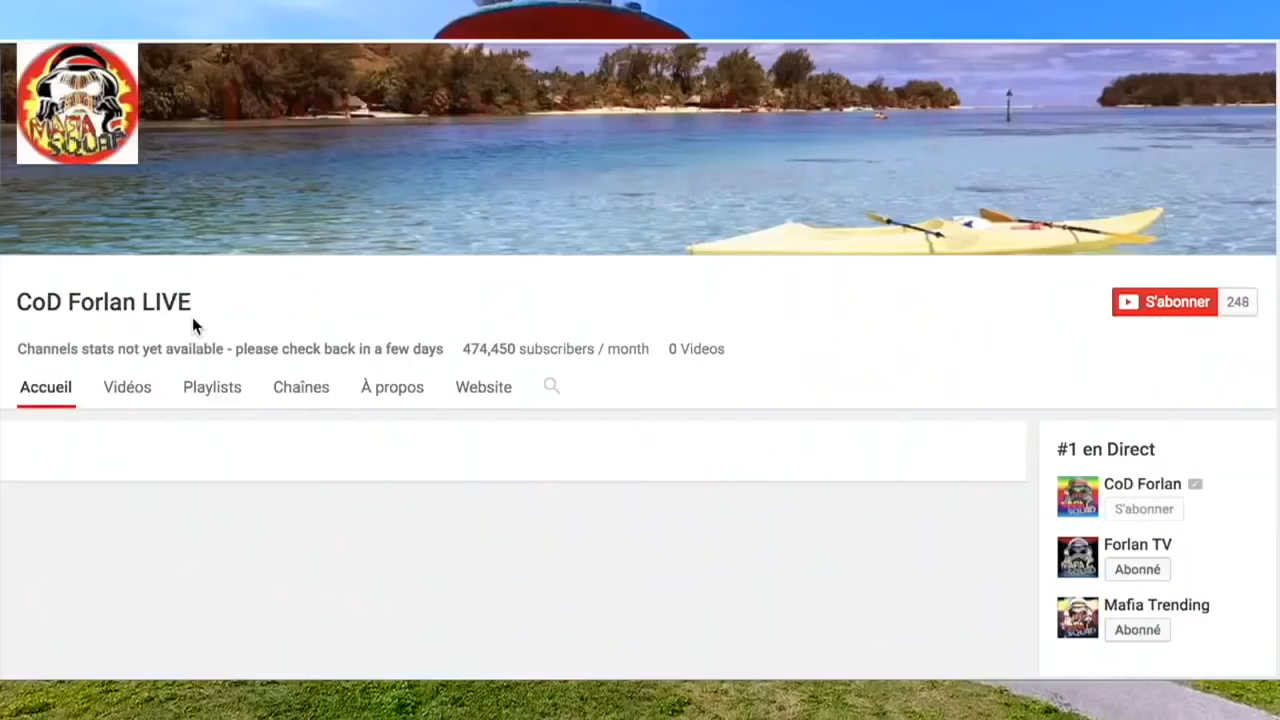 MAFIA
SQUAD
CoD Forlan LIVE
S'abonner 248
Channels stats not yet available - please check back in a few days 474,450 subscribers / month 0 Videos
Accueil Vidéos Playlists Chaînes À propos Website
#1 en Direct
CoD Forlan
S'abonner
Forlan TV
Abonné
Mafia Trending
Abonné